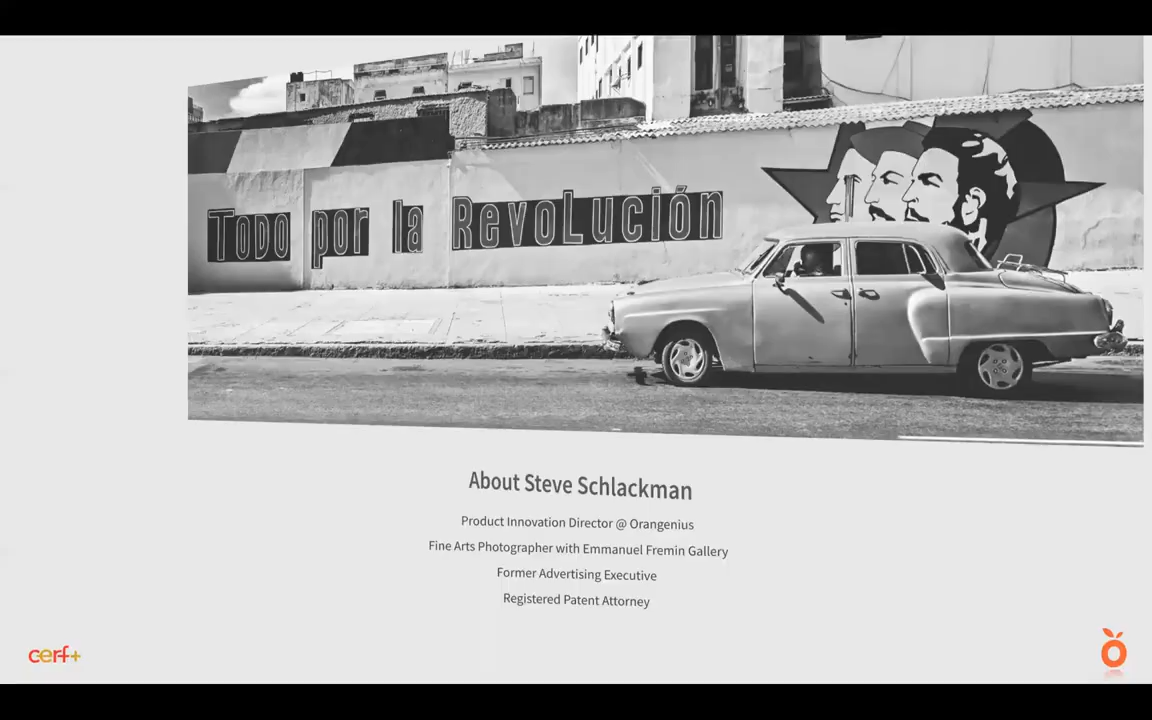 Todo por la Revolución
About Steve Schlackman
Product Innovation Director @ Orangenius
Fine Arts Photographer with Emmanuel Fremin Gallery
Former Advertising Executive
Registered Patent Attorney
cerf+